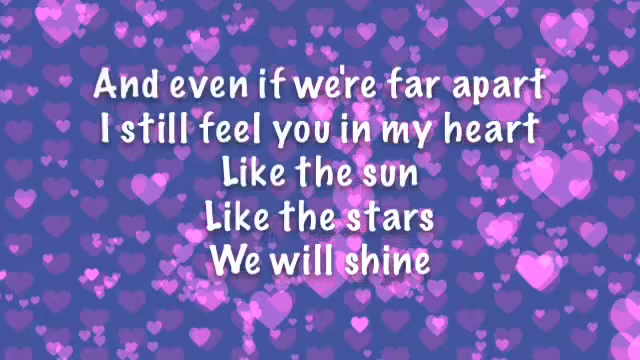 And even if we're far apart
I still feel you in my heart
Like the sun
Like the stars
We will shine